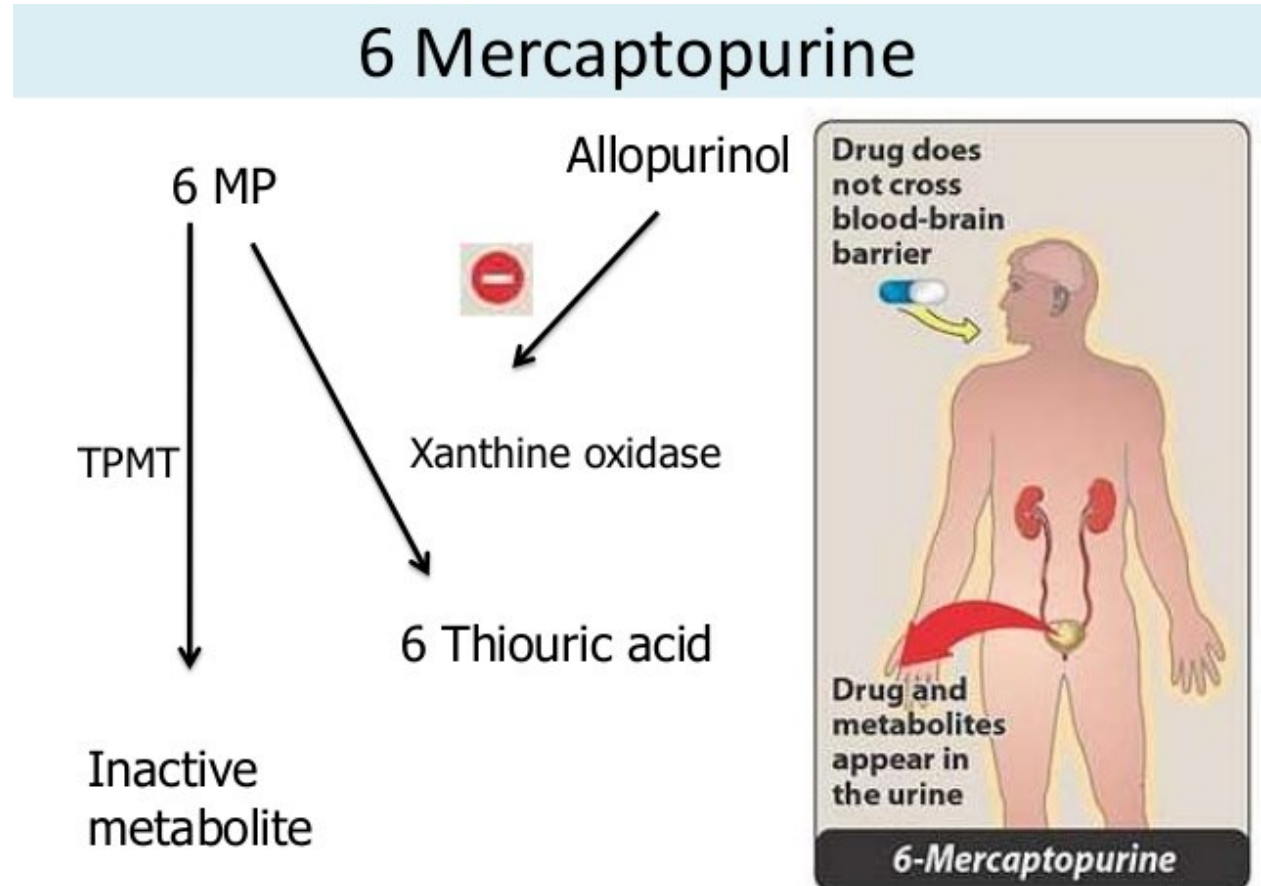 6 Mercaptopurine
6 MP
Allopurinol
TPMT
Xanthine oxidase
6 Thiouric acid
Inactive
metabolite
Drug does
not cross
blood-brain
barrier
Drug and
metabolites
appear in
the urine
6-Mercaptopurine